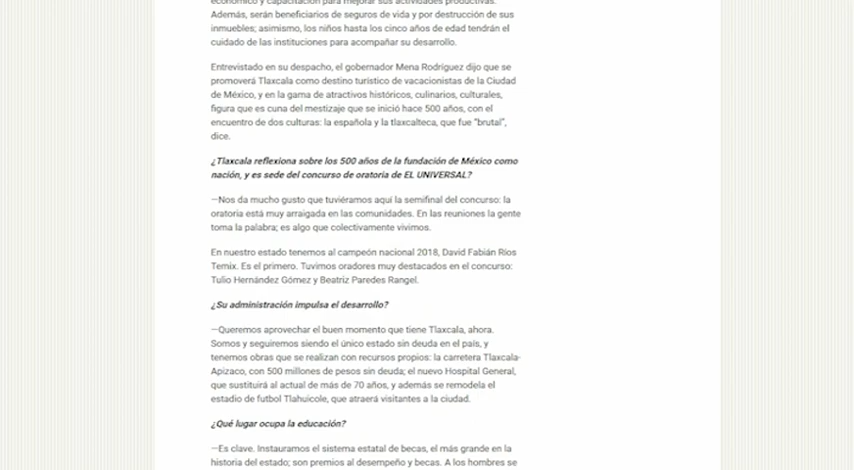 económico y capacitación para mejorar sus actividades productivas.
Además, serán beneficiarios de seguros de vida y por destrucción de sus
inmuebles; asimismo, los niños hasta los cinco años de edad tendrán el
cuidado de las instituciones para acompañar su desarrollo.
Entrevistado en su despacho, el gobernador Mena Rodríguez dijo que se
promoverá Tlaxcala como destino turístico de vacacionistas de la Ciudad
de México, y en la gama de atractivos históricos, culinarios, culturales,
figura que es cuna del mestizaje que se inició hace 500 años, con el
encuentro de dos culturas: la española y la tlaxcalteca, que fue “brutal”,
dice.
¿Tlaxcala reflexiona sobre los 500 años de la fundación de México como
nación, y es sede del concurso de oratoria de EL UNIVERSAL?
—Nos da mucho gusto que tuviéramos aquí la semifinal del concurso: la
oratoria está muy arraigada en las comunidades. En las reuniones la gente
toma la palabra; es algo que colectivamente vivimos.
En nuestro estado tenemos al campeón nacional 2018, David Fabián Ríos
Temix. Es el primero. Tuvimos oradores muy destacados en el concurso:
Tulio Hernández Gómez y Beatriz Paredes Rangel.
¿Su administración impulsa el desarrollo?
—Queremos aprovechar el buen momento que tiene Tlaxcala, ahora.
Somos y seguiremos siendo el único estado sin deuda en el país, y
tenemos obras que se realizan con recursos propios: la carretera Tlaxcala-
Apizaco, con 500 millones de pesos sin deuda; el nuevo Hospital General,
que sustituirá al actual de más de 70 años, y además se remodela el
estadio de futbol Tlahuicole, que atraerá visitantes a la ciudad.
¿Qué lugar ocupa la educación?
—Es clave. Instauramos el sistema estatal de becas, el más grande en la
historia del estado; son premios al desempeño y becas. A los hombres se